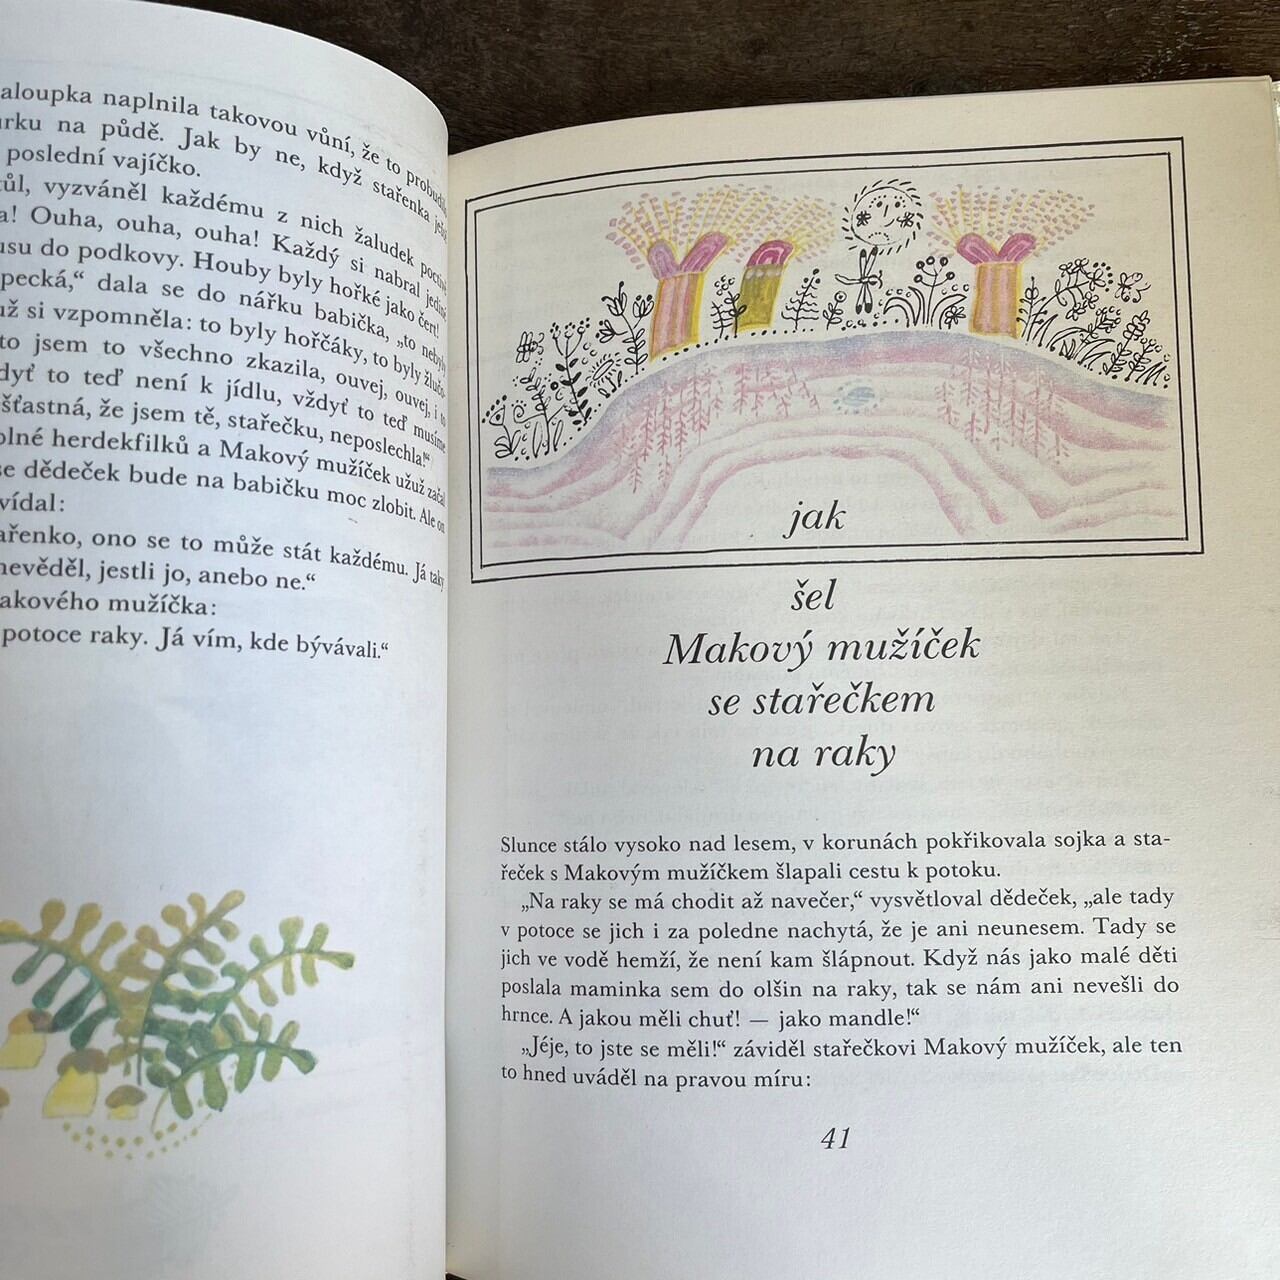 aloupka naplnila takovou vůní, že to probudilo
urku na půdě. Jak by ne, když stařenka ještě
poslední vajíčko.
vyzváněl každému z nich žaludek
a! Ouha, ouha, ouha! Každý si nabral jedno
usu do podkovy. Houby byly hořké jako čert!
pecká,“ dala se do nářku babička, „to nebyly
už si vzpomněla: to byly hořčáky, to byly
to jsem to všechno zkazila, ouvej, ouvej, i to
dyť to teď není k jídlu, vždyť to teď musíme
šťastná, že jsem tě, stařečku, neposlechla!“
olné herdekfilků a Makový mužíček užuž začal
se dědeček bude na babičku moc zlobit. Ale on
vídal:
ařenko, ono se to může stát každému. Já taky
nevěděl, jestli jo, anebo ne.“
akového mužíčka:
potoce raky. Já vím, kde bývávali.“
jak
šel
Makový mužíček
se stařečkem
na raky
Slunce stálo vysoko nad lesem, v korunách pokřikovala sojka a sta-
řeček s Makovým mužíčkem šlapali cestu k potoku.
„Na raky se má chodit až navečer,“ vysvětloval dědeček, „ale tady
v potoce se jich i za poledne nachytá, že je ani neunesem. Tady se
jich ve vodě hemží, že není kam šlápnout. Když nás jako malé děti
poslala maminka sem do olšin na raky, tak se nám ani nevešli do
hrnce. A jakou měli chuť! — jako mandle!“
„Jéje, to jste se měli!“ záviděl stařečkovi Makový mužíček, ale ten
to hned uváděl na pravou míru:
41